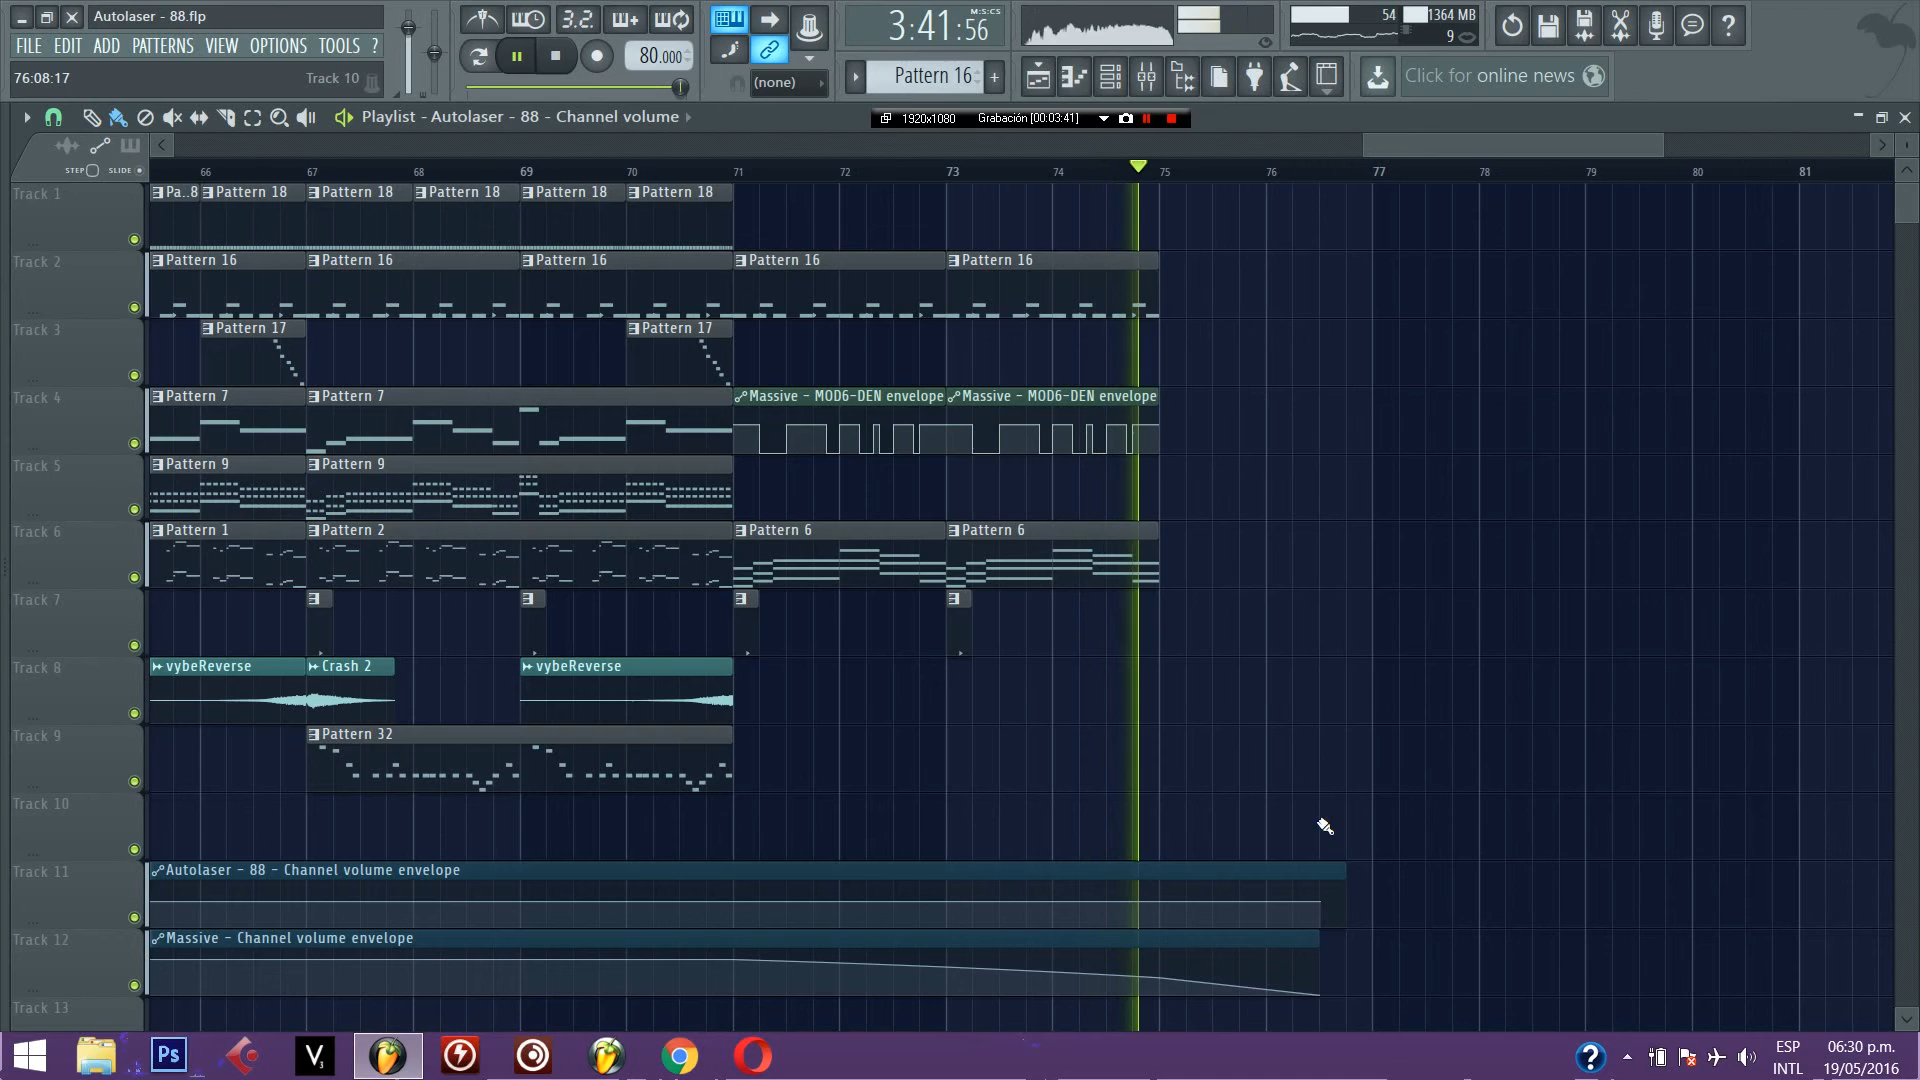 Autolaser - 88.flp
FILE EDIT ADD PATTERNS VIEW OPTIONS TOOLS ?
76:08:17 Track 10
3.2
80.000
(none)
3:41:56
M:S:CS
Pattern 16
54
1364 MB
9
Click for online news
Playlist - Autolaser - 88 - Channel volume
1920x1080 Grabación [00:03:41]
STEP SLIDE
66 67 68 69 70 71 72 73 74 75 76 77 78 79 80 81
Track 1
Pa..8 Pattern 18 Pattern 18 Pattern 18 Pattern 18 Pattern 18
Track 2
Pattern 16 Pattern 16 Pattern 16 Pattern 16 Pattern 16
Track 3
Pattern 17 Pattern 17
Track 4
Pattern 7 Pattern 7 Massive - MOD6-DEN envelope Massive - MOD6-DEN envelope
Track 5
Pattern 9 Pattern 9
Track 6
Pattern 1 Pattern 2 Pattern 6 Pattern 6
Track 7
Track 8
vybeReverse Crash 2 vybeReverse
Track 9
Pattern 32
Track 10
Track 11
Autolaser - 88 - Channel volume envelope
Track 12
Massive - Channel volume envelope
Track 13
Ps
V
ESP
INTL
06:30 p.m.
19/05/2016